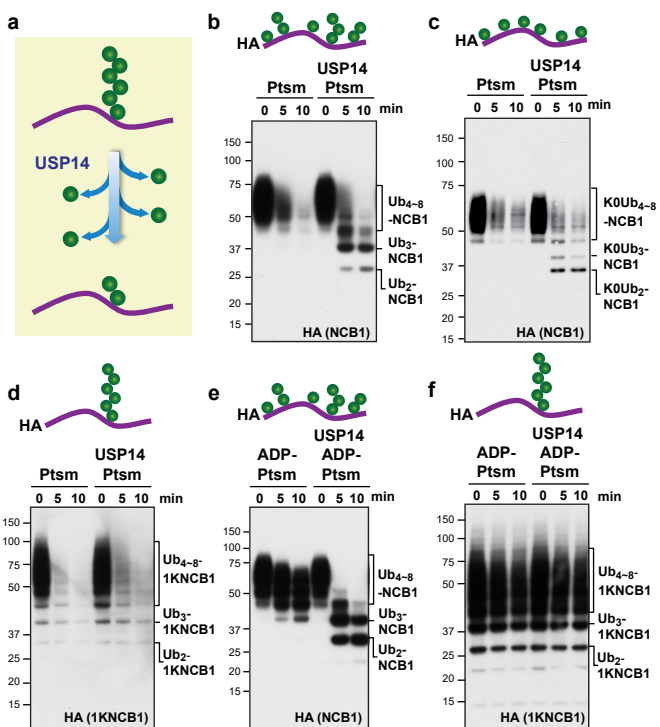 a
USP14
b
HA
USP14
Ptsm Ptsm
0 5 10 0 5 10 min
150
100
75
50
37
25
20
15
Ub4~8
-NCB1
Ub3-
NCB1
Ub2-
NCB1
HA (NCB1)
c
HA
USP14
Ptsm Ptsm
0 5 10 0 5 10 min
150
100
75
50
37
25
20
15
K0Ub4~8
-NCB1
K0Ub3-
NCB1
K0Ub2-
NCB1
HA (NCB1)
d
HA
USP14
Ptsm Ptsm
0 5 10 0 5 10 min
150
100
75
50
37
25
20
15
Ub4~8-
1KNCB1
Ub3-
1KNCB1
Ub2-
1KNCB1
HA (1KNCB1)
e
HA
USP14
ADP- ADP-
Ptsm Ptsm
0 5 10 0 5 10 min
150
100
75
50
37
25
20
15
Ub4~8
-NCB1
Ub3-
NCB1
Ub2-
NCB1
HA (NCB1)
f
HA
USP14
ADP- ADP-
Ptsm Ptsm
0 5 10 0 5 10 min
150
100
75
50
37
25
20
15
Ub4~8-
1KNCB1
Ub3-
1KNCB1
Ub2-
1KNCB1
HA (1KNCB1)